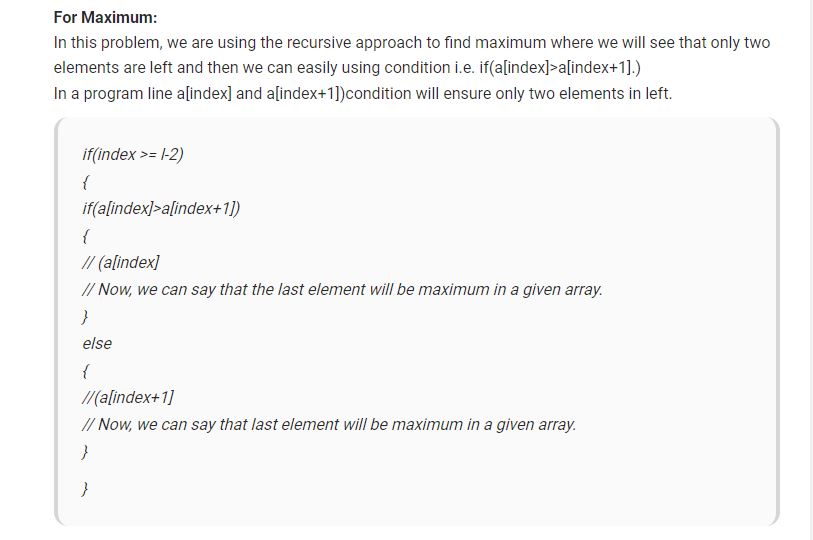 For Maximum:
In this problem, we are using the recursive approach to find maximum where we will see that only two
elements are left and then we can easily using condition i.e. if(a[index]>a[index+1].)
In a program line a[index] and a[index+1])condition will ensure only two elements in left.
if(index >= l-2)
{
if(a[index]>a[index+1])
{
// (a[index]
// Now, we can say that the last element will be maximum in a given array.
}
else
{
//(a[index+1]
// Now, we can say that last element will be maximum in a given array.
}
}